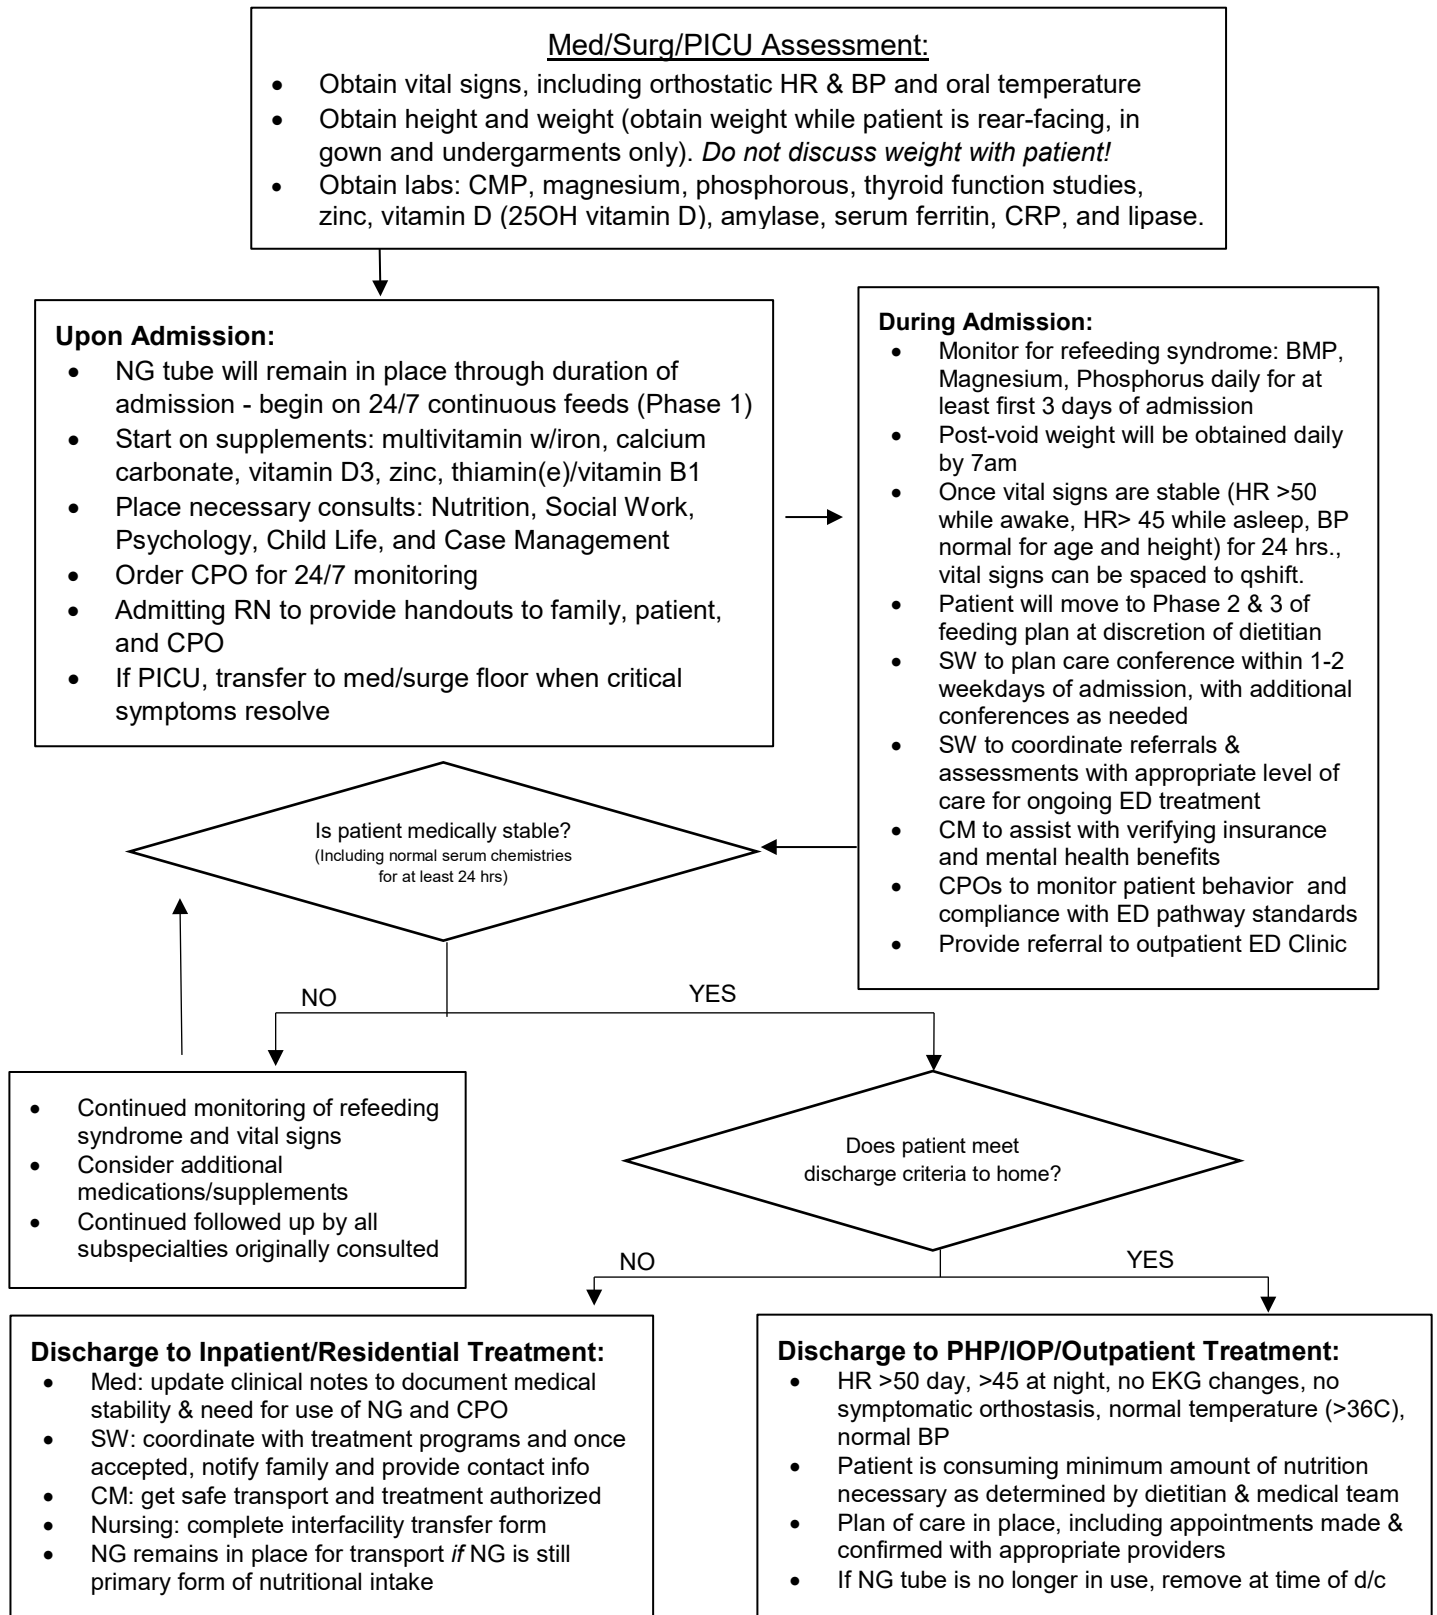 Med/Surg/PICU Assessment:
• Obtain vital signs, including orthostatic HR & BP and oral temperature
• Obtain height and weight (obtain weight while patient is rear-facing, in
gown and undergarments only). Do not discuss weight with patient!
• Obtain labs: CMP, magnesium, phosphorous, thyroid function studies,
zinc, vitamin D (25OH vitamin D), amylase, serum ferritin, CRP, and lipase.
Upon Admission:
• NG tube will remain in place through duration of
admission - begin on 24/7 continuous feeds (Phase 1)
• Start on supplements: multivitamin w/iron, calcium
carbonate, vitamin D3, zinc, thiamin(e)/vitamin B1
• Place necessary consults: Nutrition, Social Work,
Psychology, Child Life, and Case Management
• Order CPO for 24/7 monitoring
• Admitting RN to provide handouts to family, patient,
and CPO
• If PICU, transfer to med/surge floor when critical
symptoms resolve
During Admission:
• Monitor for refeeding syndrome: BMP,
Magnesium, Phosphorus daily for at
least first 3 days of admission
• Post-void weight will be obtained daily
by 7am
• Once vital signs are stable (HR >50
while awake, HR> 45 while asleep, BP
normal for age and height) for 24 hrs.,
vital signs can be spaced to qshift.
• Patient will move to Phase 2 & 3 of
feeding plan at discretion of dietitian
• SW to plan care conference within 1-2
weekdays of admission, with additional
conferences as needed
• SW to coordinate referrals &
assessments with appropriate level of
care for ongoing ED treatment
• CM to assist with verifying insurance
and mental health benefits
• CPOs to monitor patient behavior and
compliance with ED pathway standards
• Provide referral to outpatient ED Clinic
Is patient medically stable?
(Including normal serum chemistries
for at least 24 hrs)
NO
YES
• Continued monitoring of refeeding
syndrome and vital signs
• Consider additional
medications/supplements
• Continued followed up by all
subspecialties originally consulted
Does patient meet
discharge criteria to home?
NO
YES
Discharge to Inpatient/Residential Treatment:
• Med: update clinical notes to document medical
stability & need for use of NG and CPO
• SW: coordinate with treatment programs and once
accepted, notify family and provide contact info
• CM: get safe transport and treatment authorized
• Nursing: complete interfacility transfer form
• NG remains in place for transport if NG is still
primary form of nutritional intake
Discharge to PHP/IOP/Outpatient Treatment:
• HR >50 day, >45 at night, no EKG changes, no
symptomatic orthostasis, normal temperature (>36C),
normal BP
• Patient is consuming minimum amount of nutrition
necessary as determined by dietitian & medical team
• Plan of care in place, including appointments made &
confirmed with appropriate providers
• If NG tube is no longer in use, remove at time of d/c